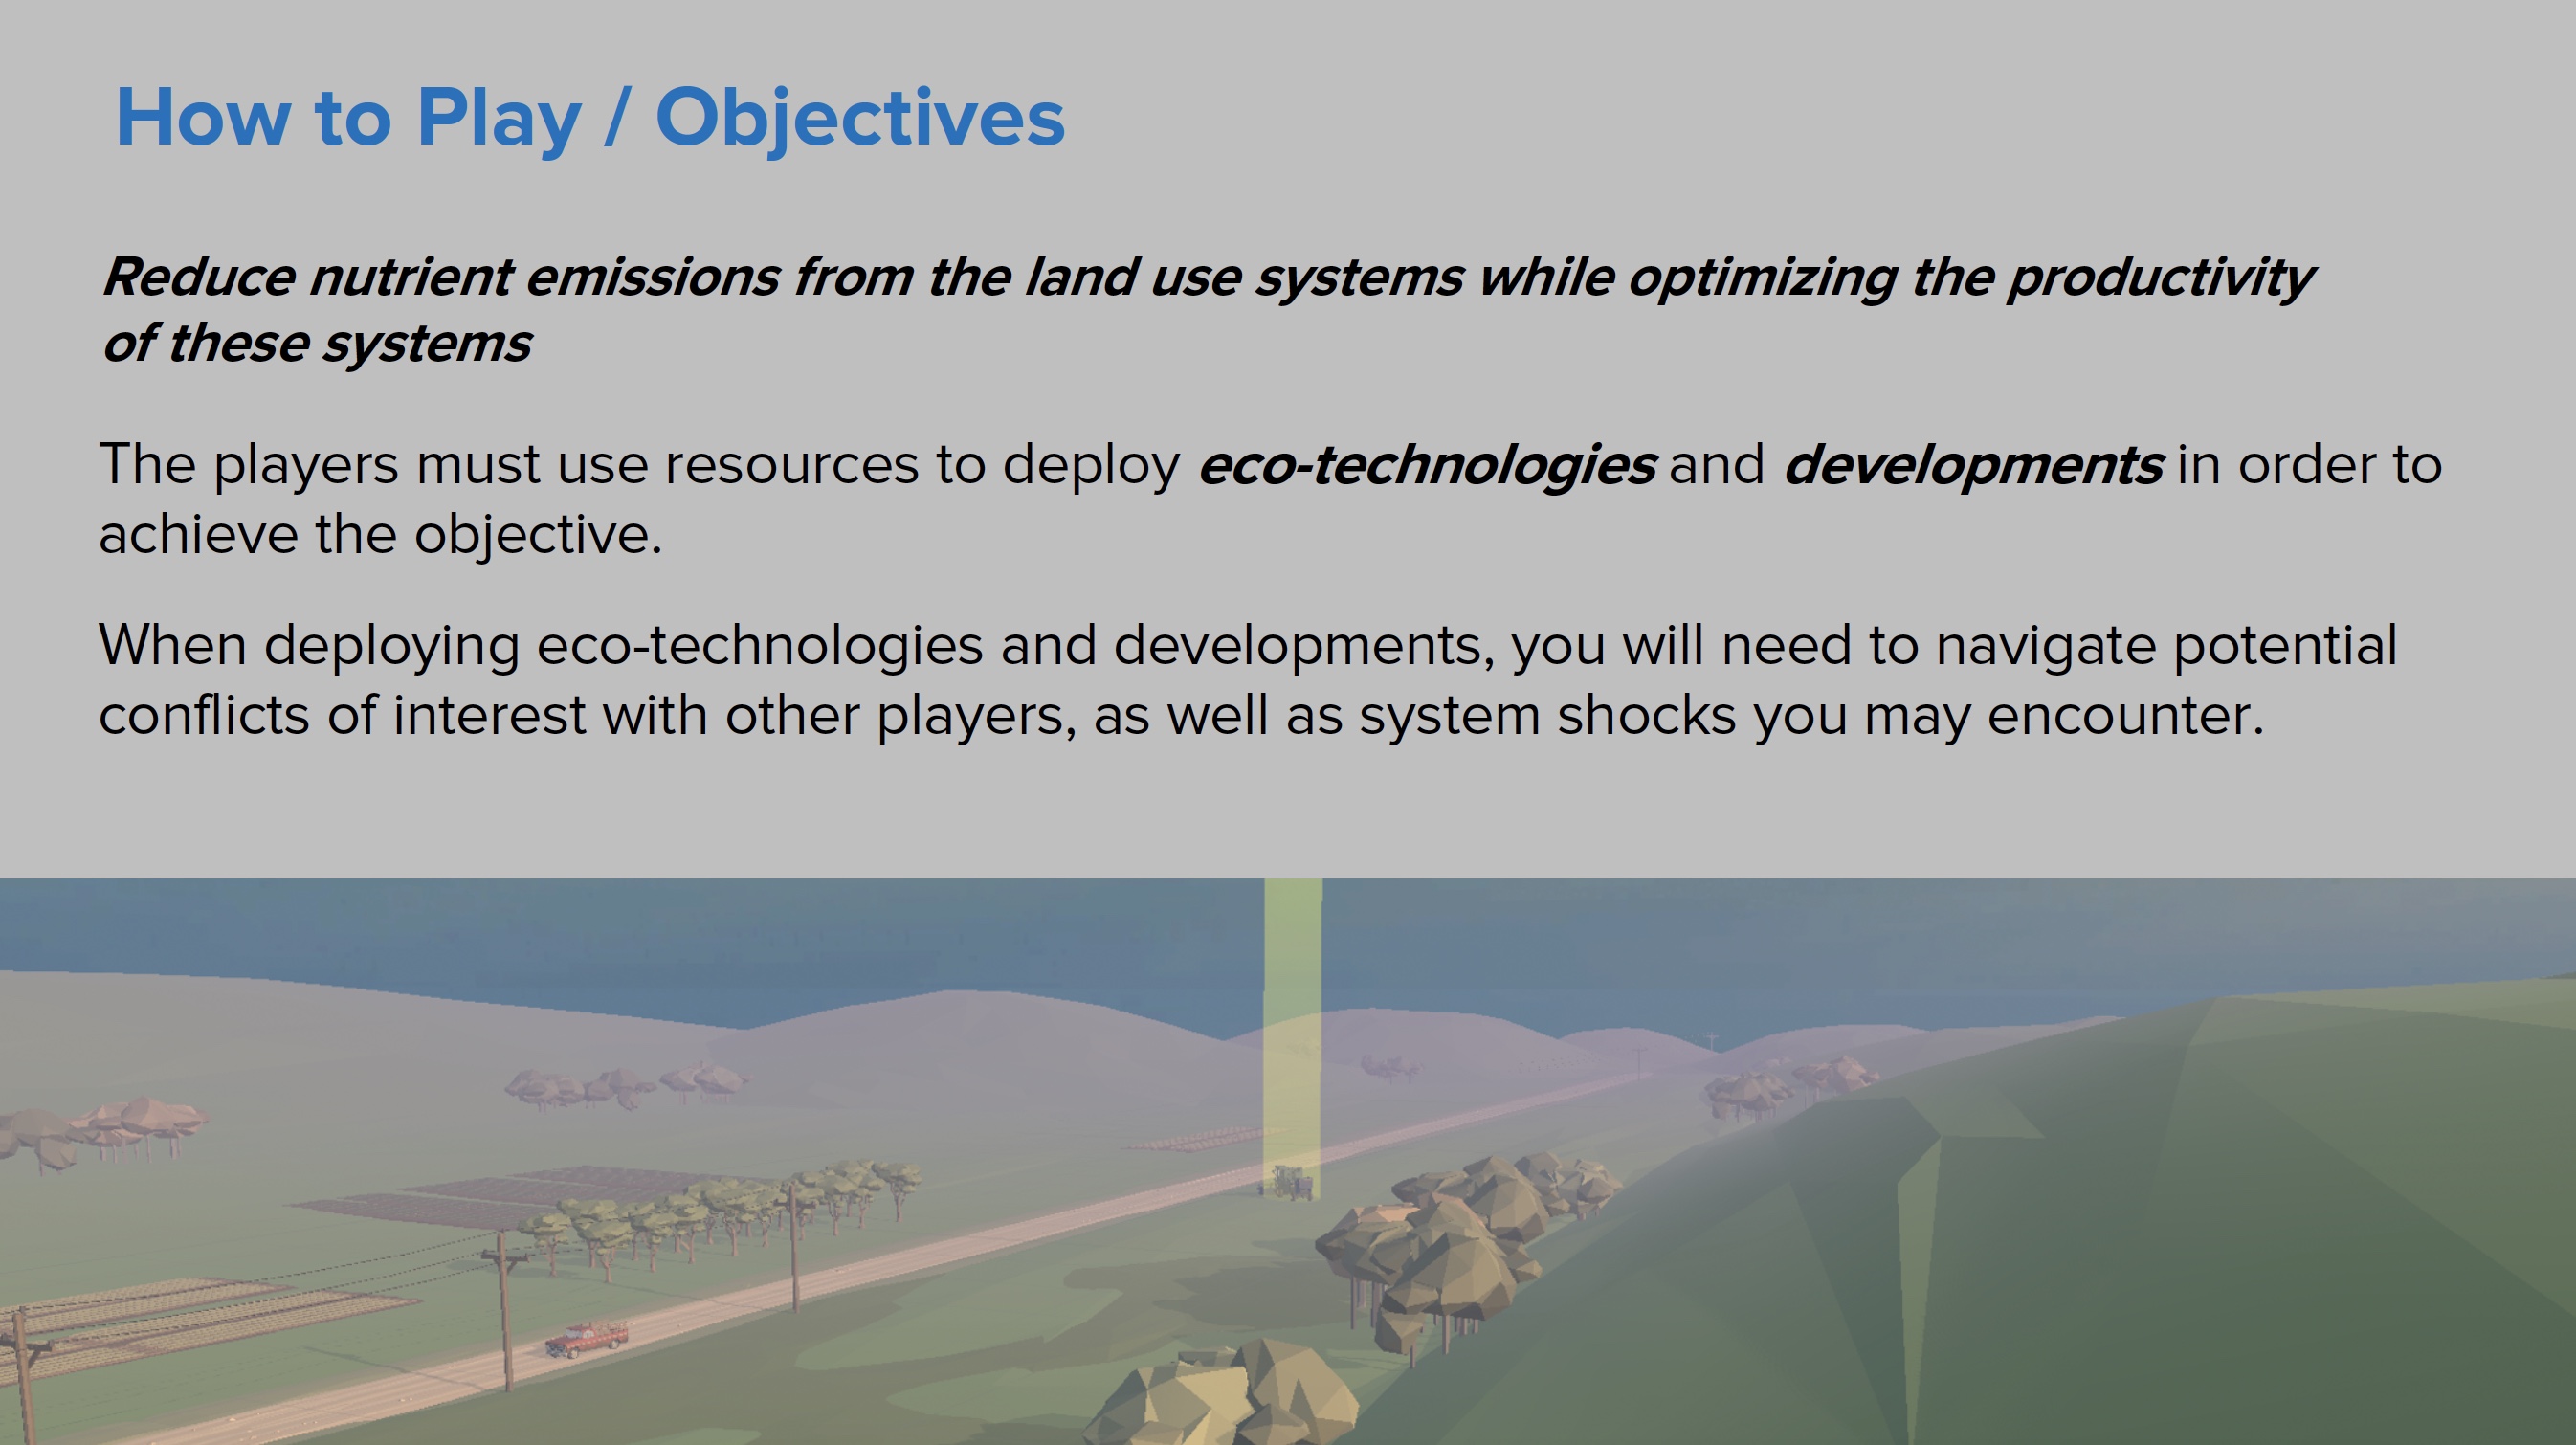 How to Play / Objectives
Reduce nutrient emissions from the land use systems while optimizing the productivity
of these systems
The players must use resources to deploy eco-technologies and developments in order to
achieve the objective.
When deploying eco-technologies and developments, you will need to navigate potential
conflicts of interest with other players, as well as system shocks you may encounter.